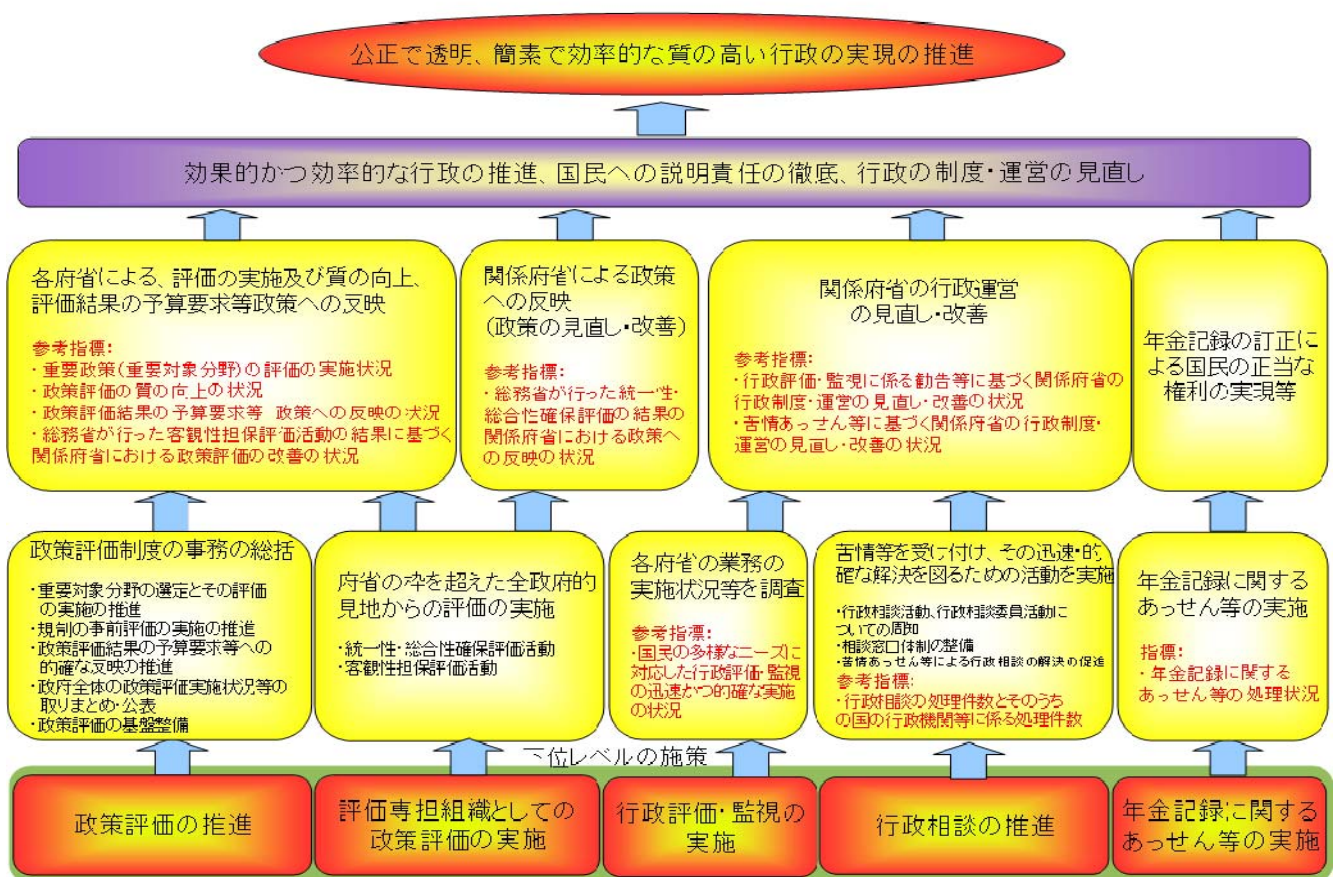 公正で透明、簡素で効率的な質の高い行政の実現の推進
効果的かつ効率的な行政の推進、国民への説明責任の徹底、行政の制度・運営の見直し
各府省による、評価の実施及び質の向上、
評価結果の予算要求等政策への反映
参考指標:
・重要政策(重要対象分野)の評価の実施状況
・政策評価の質の向上の状況
・政策評価結果の予算要求等 政策への反映の状況
・総務省が行った客観性担保評価活動の結果に基づく
関係府省における政策評価の改善の状況
関係府省による政策
への反映
(政策の見直し・改善)
参考指標:
・総務省が行った統一性・
総合性確保評価の結果の
関係府省における政策へ
の反映の状況
関係府省の行政運営
の見直し・改善
参考指標:
・行政評価・監視に係る勧告等に基づく関係府省の
行政制度・運営の見直し・改善の状況
・苦情あっせん等に基づく関係府省の行政制度・
運営の見直し・改善の状況
年金記録の訂正に
よる国民の正当な
権利の実現等
政策評価制度の事務の総括
・重要対象分野の選定とその評価
の実施の推進
・規制の事前評価の実施の推進
・政策評価結果の予算要求等への
的確な反映の推進
・政府全体の政策評価実施状況等の
取りまとめ・公表
・政策評価の基盤整備
府省の枠を超えた全政府的
見地からの評価の実施
・統一性・総合性確保評価活動
・客観性担保評価活動
各府省の業務の
実施状況等を調査
参考指標:
・国民の多様なニーズに
対応した行政評価・監視
の迅速かつ的確な実施
の状況
苦情等を受け付け、その迅速・的
確な解決を図るための活動を実施
・行政相談活動、行政相談委員活動に
ついての周知
・相談窓口体制の整備
・苦情あっせん等による行政相談の解決の促進
参考指標:
・行政相談の処理件数とそのうち
の国の行政機関等に係る処理件数
年金記録に関する
あっせん等の実施
指標:
・年金記録に関する
あっせん等の処理状況
下位レベルの施策
政策評価の推進
評価専担組織としての
政策評価の実施
行政評価・監視の
実施
行政相談の推進
年金記録に関する
あっせん等の実施